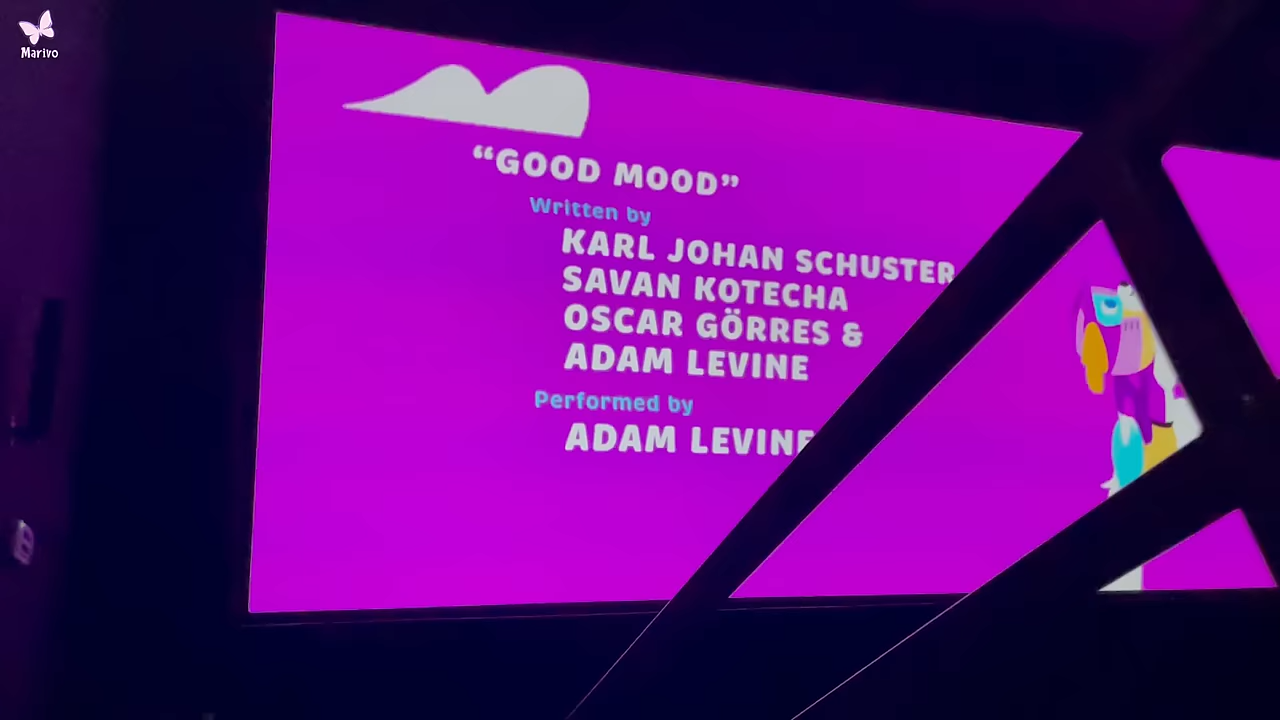 Marivo
“GOOD MOOD”
Written by
KARL JOHAN SCHUSTER
SAVAN KOTECHA
OSCAR GÖRRES &
ADAM LEVINE
Performed by
ADAM LEVINE